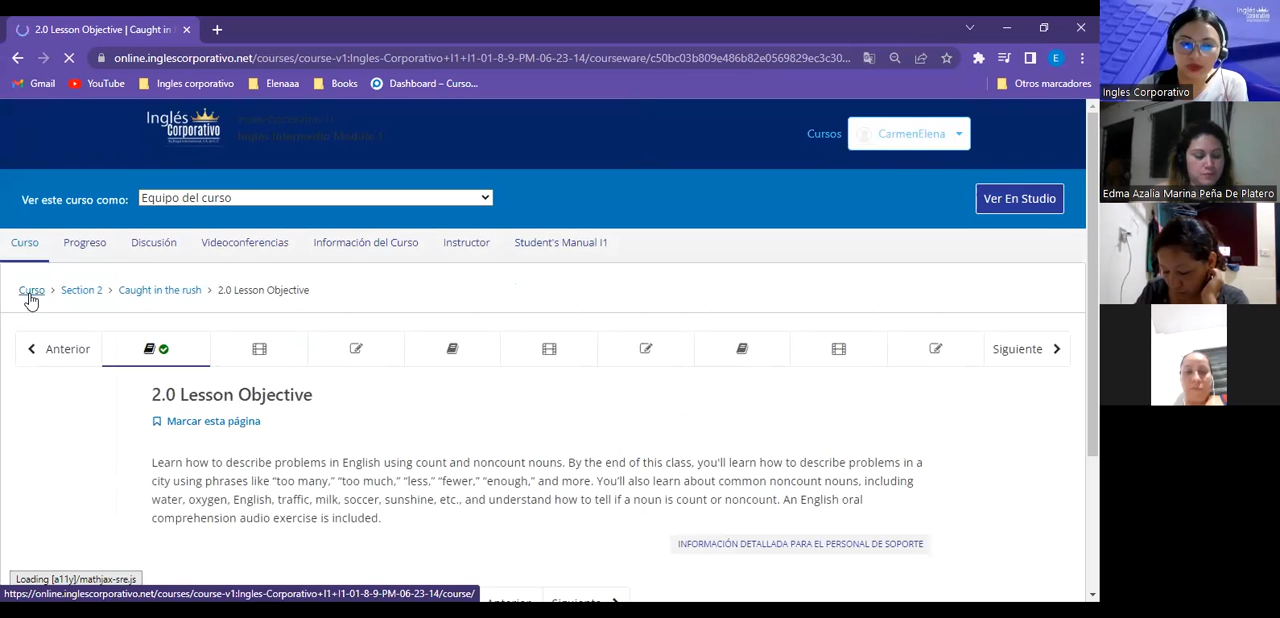 2.0 Lesson Objective | Caught in
online.inglescorporativo.net/courses/course-v1:Ingles-Corporativo+I1+I1-01-8-9-PM-06-23-14/courseware/c50bc03b809e486b82e0569829ec3c30...
E
Gmail
YouTube
Ingles corporativo
Elenaaa
Books
Dashboard – Curso...
Otros marcadores
Inglés
Corporativo
Inglés Intermedio Módulo 1
Cursos
CarmenElena
Ver este curso como:
Equipo del curso
Ver En Studio
Curso
Progreso
Discusión
Videoconferencias
Información del Curso
Instructor
Student's Manual I1
Curso > Section 2 > Caught in the rush > 2.0 Lesson Objective
Anterior
Siguiente
2.0 Lesson Objective
Marcar esta página
Learn how to describe problems in English using count and noncount nouns. By the end of this class, you'll learn how to describe problems in a
city using phrases like “too many,” “too much,” “less,” “fewer,” “enough,” and more. You’ll also learn about common noncount nouns, including
water, oxygen, English, traffic, milk, soccer, sunshine, etc., and understand how to tell if a noun is count or noncount. An English oral
comprehension audio exercise is included.
INFORMACIÓN DETALLADA PARA EL PERSONAL DE SOPORTE
Loading [a11y]/mathjax-sre.js
Anterior
Siguiente
https://online.inglescorporativo.net/courses/course-v1:Ingles-Corporativo+I1+I1-01-8-9-PM-06-23-14/course/
Inglés
Corporativo
Ingles Corporativo
Edma Azalia Marina Peña De Platero